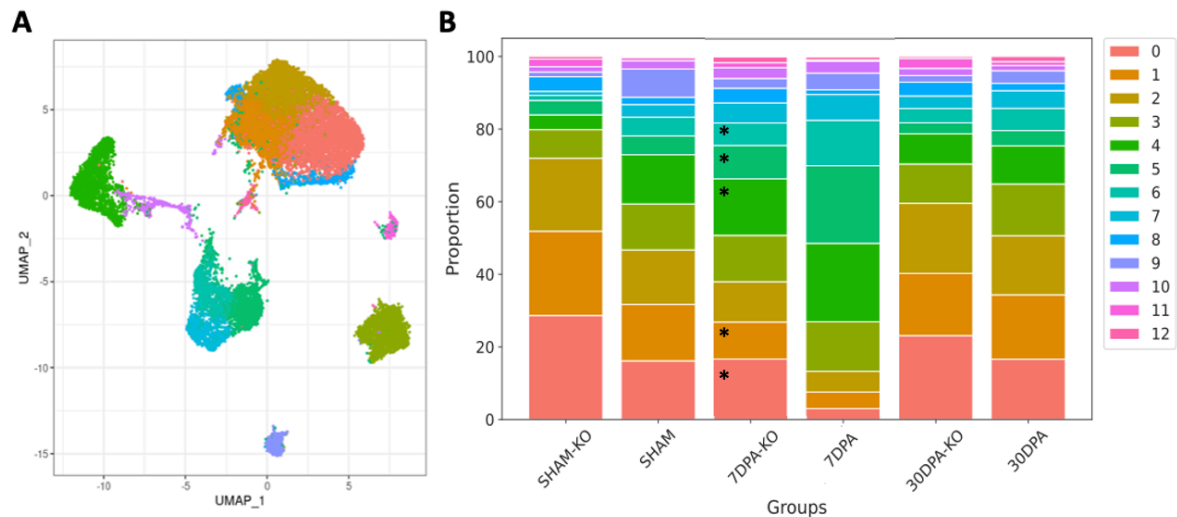 A
5
0
-5
-10
-15
UMAP_2
-10
-5
0
5
UMAP_1
B
100
80
60
40
20
0
Proportion
*
*
*
*
*
SHAM-KO
SHAM
7DPA-KO
7DPA
30DPA-KO
30DPA
Groups
0
1
2
3
4
5
6
7
8
9
10
11
12